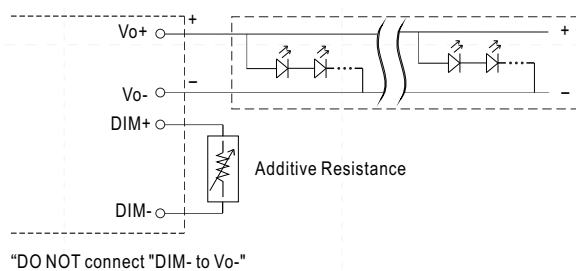 Vo+
+
+
Vo-
–
–
DIM+
Additive Resistance
DIM-
"DO NOT connect "DIM- to Vo-"